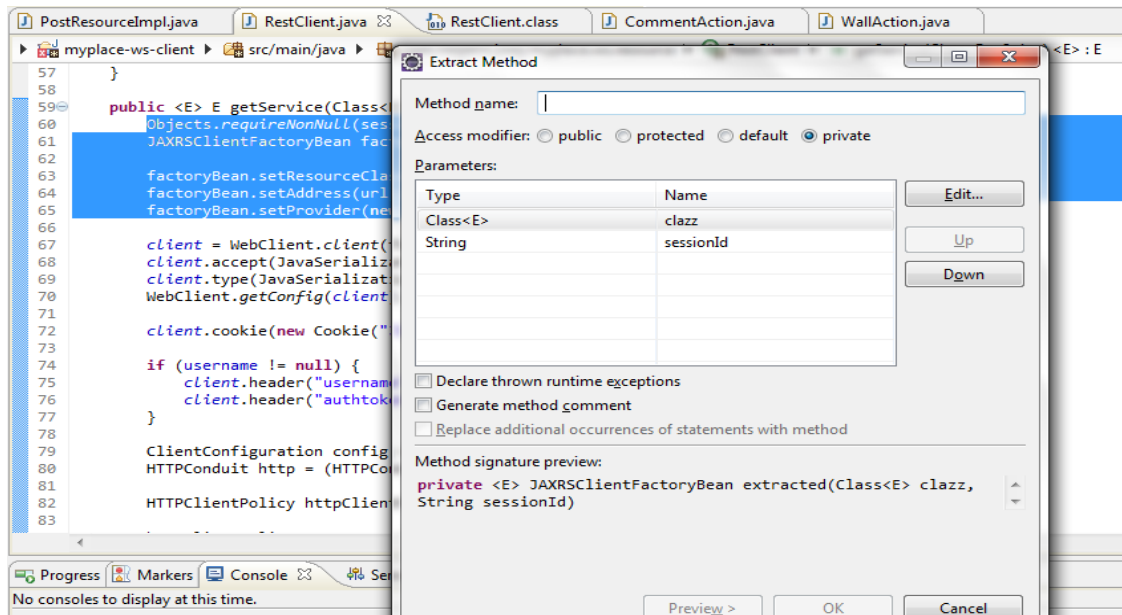 PostResourceImpl.java RestClient.java RestClient.class CommentAction.java WallAction.java
myplace-ws-client src/main/java <E> : E
57 }
58
59 public <E> E getService(Class<
60 Objects.requireNonNull(ses
61 JAXRSClientFactoryBean fac
62
63 factoryBean.setResourceCla
64 factoryBean.setAddress(url
65 factoryBean.setProvider(ne
66
67 client = WebClient.client(
68 client.accept(JavaSerializ
69 client.type(JavaSerializat
70 WebClient.getConfig(client
71
72 client.cookie(new Cookie("
73
74 if (username != null) {
75 client.header("usernam
76 client.header("authtok
77 }
78
79 ClientConfiguration config
80 HTTPConduit http = (HTTPCo
81
82 HTTPClientPolicy httpClien
83
Extract Method
Method name:
Access modifier: public protected default private
Parameters:
Type Name
Class<E> clazz
String sessionId
Edit...
Up
Down
Declare thrown runtime exceptions
Generate method comment
Replace additional occurrences of statements with method
Method signature preview:
private <E> JAXRSClientFactoryBean extracted(Class<E> clazz,
String sessionId)
Preview > OK Cancel
Progress Markers Console Ser
No consoles to display at this time.